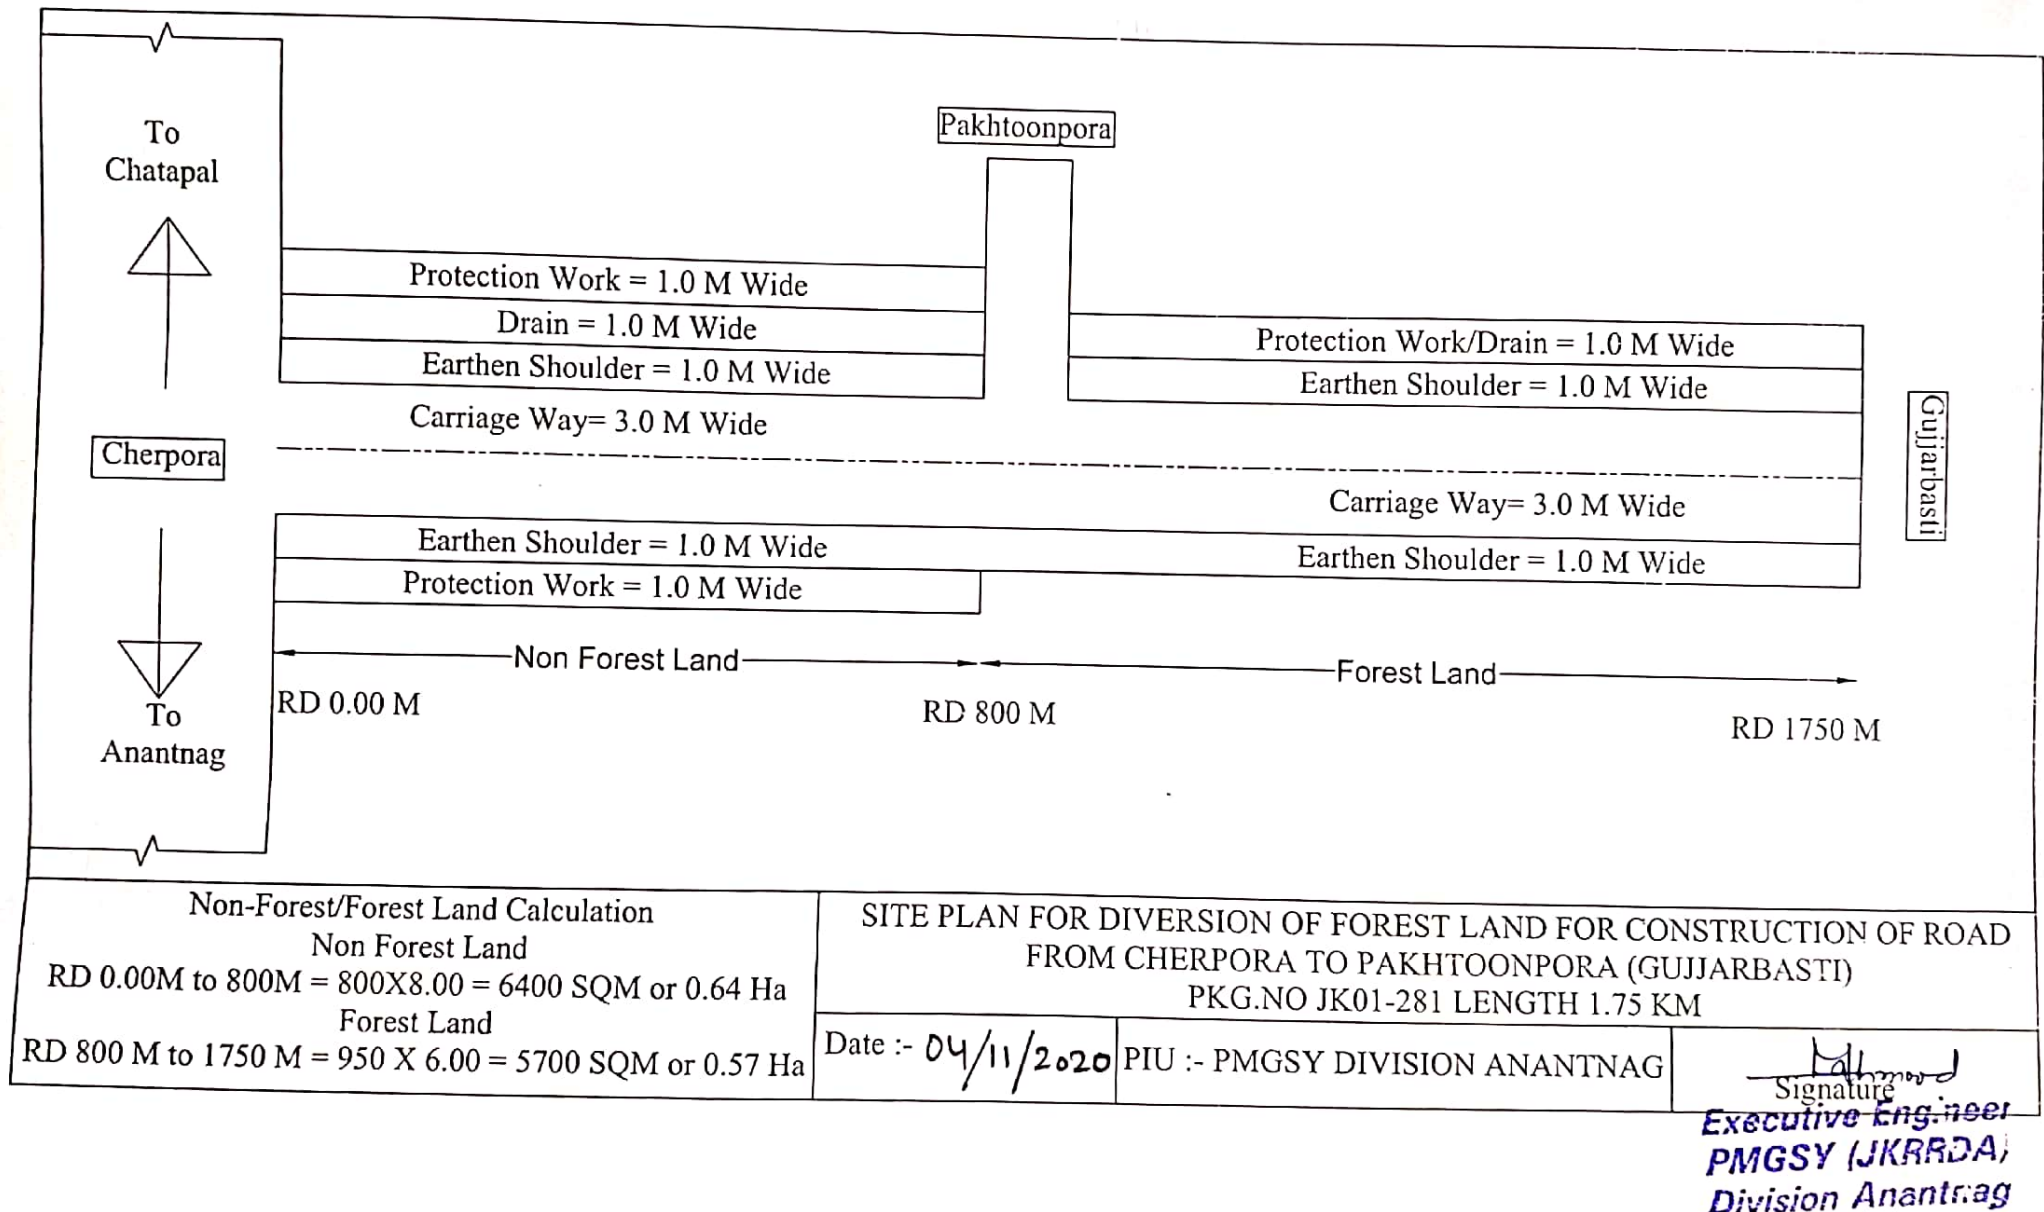 To
Chatapal
Cherpora
To
Anantnag
Pakhtoonpora
Protection Work = 1.0 M Wide
Drain = 1.0 M Wide
Earthen Shoulder = 1.0 M Wide
Carriage Way= 3.0 M Wide
Protection Work/Drain = 1.0 M Wide
Earthen Shoulder = 1.0 M Wide
Carriage Way= 3.0 M Wide
Gujjarbasti
Earthen Shoulder = 1.0 M Wide
Earthen Shoulder = 1.0 M Wide
Protection Work = 1.0 M Wide
Non Forest Land
Forest Land
RD 0.00 M
RD 800 M
RD 1750 M
Non-Forest/Forest Land Calculation
Non Forest Land
RD 0.00M to 800M = 800X8.00 = 6400 SQM or 0.64 Ha
Forest Land
RD 800 M to 1750 M = 950 X 6.00 = 5700 SQM or 0.57 Ha
SITE PLAN FOR DIVERSION OF FOREST LAND FOR CONSTRUCTION OF ROAD
FROM CHERPORA TO PAKHTOONPORA (GUJJARBASTI)
PKG.NO JK01-281 LENGTH 1.75 KM
Date :- 04/11/2020
PIU :- PMGSY DIVISION ANANTNAG
Signature
Executive Engineer
PMGSY (JKRRDA)
Division Anantnag